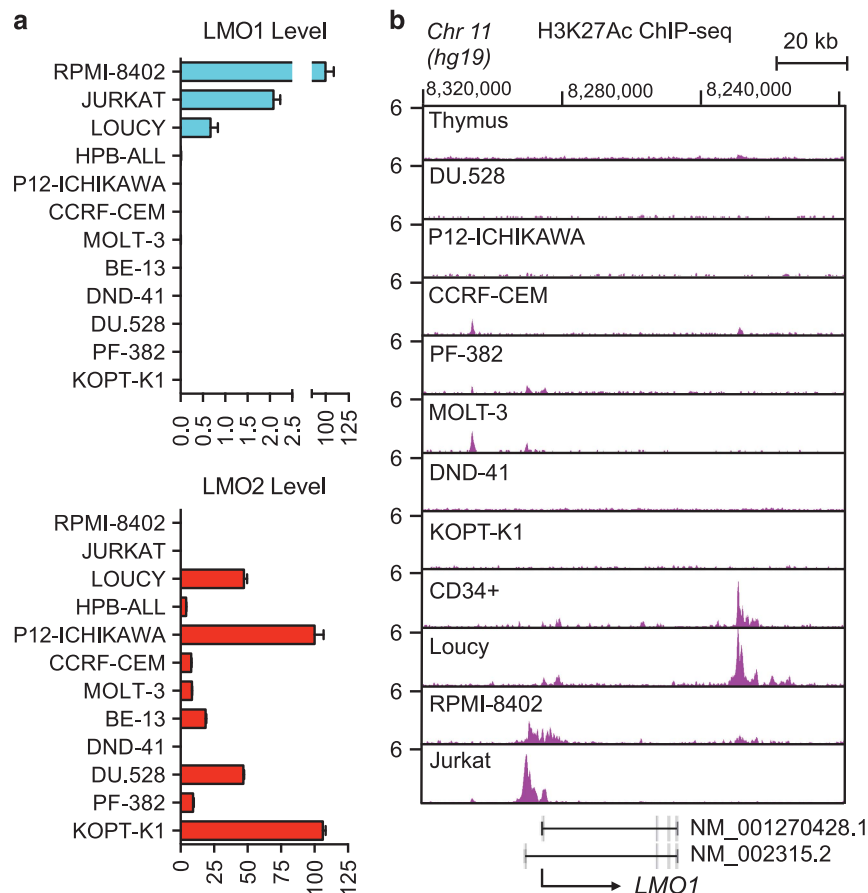 a
LMO1 Level
RPMI-8402
JURKAT
LOUCY
HPB-ALL
P12-ICHIKAWA
CCRF-CEM
MOLT-3
BE-13
DND-41
DU.528
PF-382
KOPT-K1
0.0 0.5 1.0 1.5 2.0 2.5 100 125
LMO2 Level
RPMI-8402
JURKAT
LOUCY
HPB-ALL
P12-ICHIKAWA
CCRF-CEM
MOLT-3
BE-13
DND-41
DU.528
PF-382
KOPT-K1
0 25 50 75 100 125
b
Chr 11 H3K27Ac ChIP-seq
(hg19) 20 kb
8,320,000 8,280,000 8,240,000
6
Thymus
6
DU.528
6
P12-ICHIKAWA
6
CCRF-CEM
6
PF-382
6
MOLT-3
6
DND-41
6
KOPT-K1
6
CD34+
6
Loucy
6
RPMI-8402
6
Jurkat
NM_001270428.1
NM_002315.2
LMO1